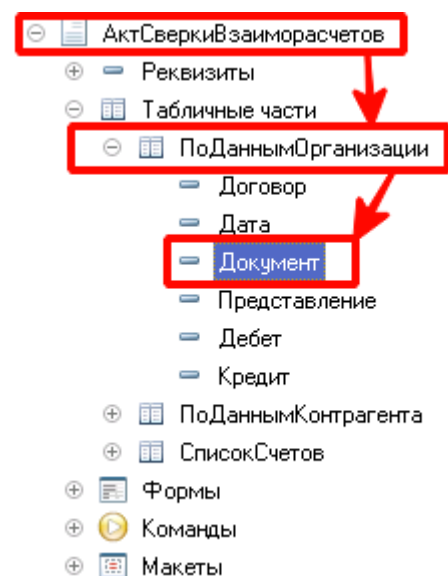 АктСверкиВзаиморасчетов
Реквизиты
Табличные части
ПоДаннымОрганизации
Договор
Дата
Документ
Представление
Дебет
Кредит
ПоДаннымКонтрагента
СписокСчетов
Формы
Команды
Макеты